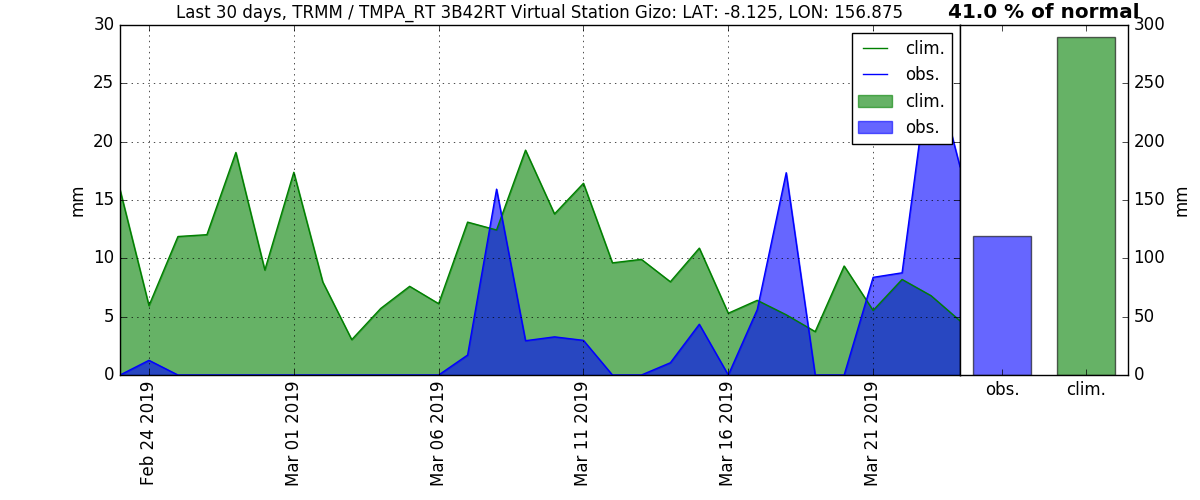 Last 30 days, TRMM / TMPA_RT 3B42RT Virtual Station Gizo: LAT: -8.125, LON: 156.875
41.0 % of normal
30
25
20
15
10
5
0
mm
clim.
obs.
clim.
obs.
Feb 24 2019
Mar 01 2019
Mar 06 2019
Mar 11 2019
Mar 16 2019
Mar 21 2019
300
250
200
150
100
50
0
mm
obs.
clim.